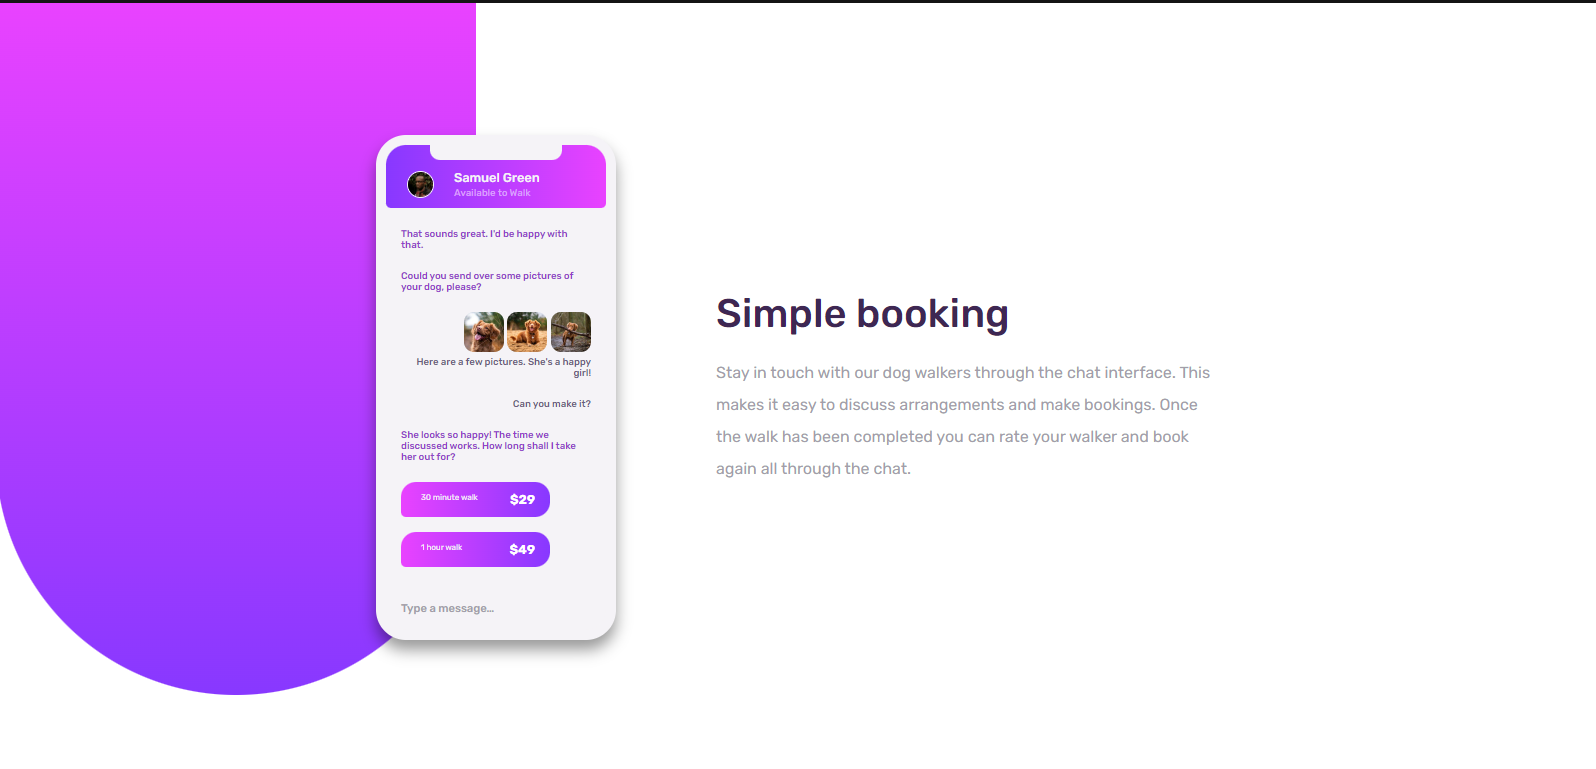 Samuel Green
Available to Walk
That sounds great. I'd be happy with
that.
Could you send over some pictures of
your dog, please?
Here are a few pictures. She's a happy
girl!
Can you make it?
She looks so happy! The time we
discussed works. How long shall I take
her out for?
30 minute walk $29
1 hour walk $49
Type a message...
Simple booking
Stay in touch with our dog walkers through the chat interface. This
makes it easy to discuss arrangements and make bookings. Once
the walk has been completed you can rate your walker and book
again all through the chat.